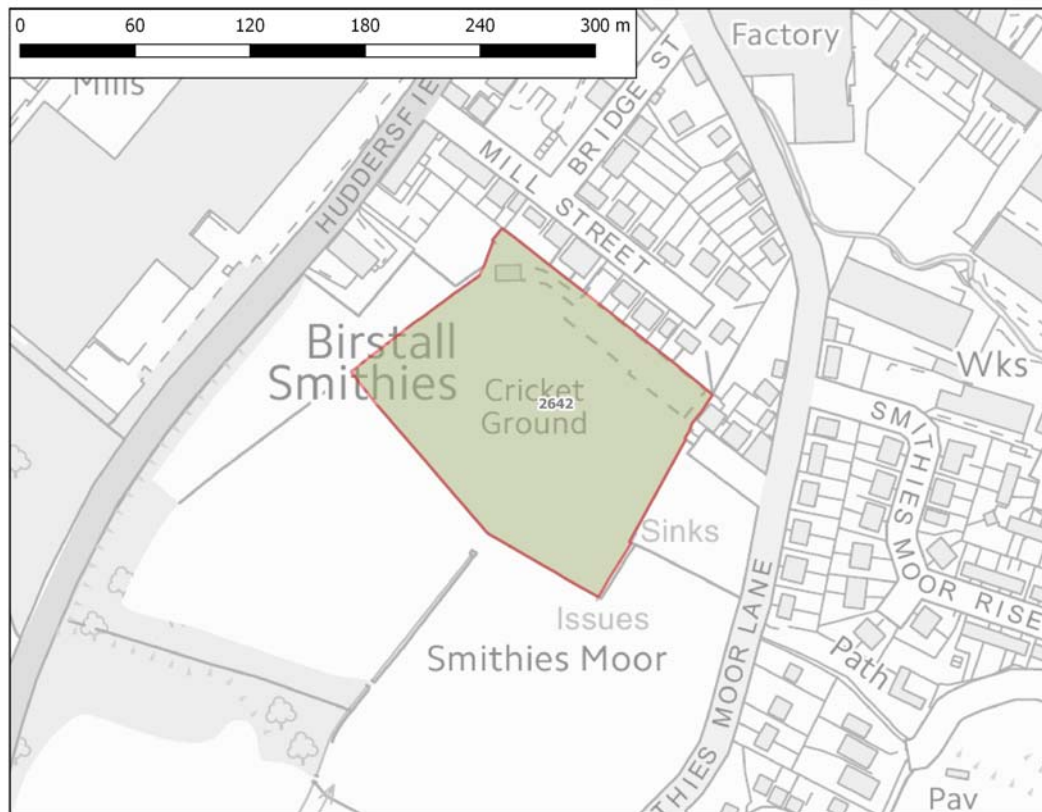 0 60 120 180 240 300 m
Mills
Factory
HUDDERSFIE
BRIDGE ST
MILL STREET
Birstall
Smithies
Cricket
Ground
2642
Wks
SMITHIES MOOR RISE
Sinks
Issues
Smithies Moor
THIES MOOR LANE
Path
Pav